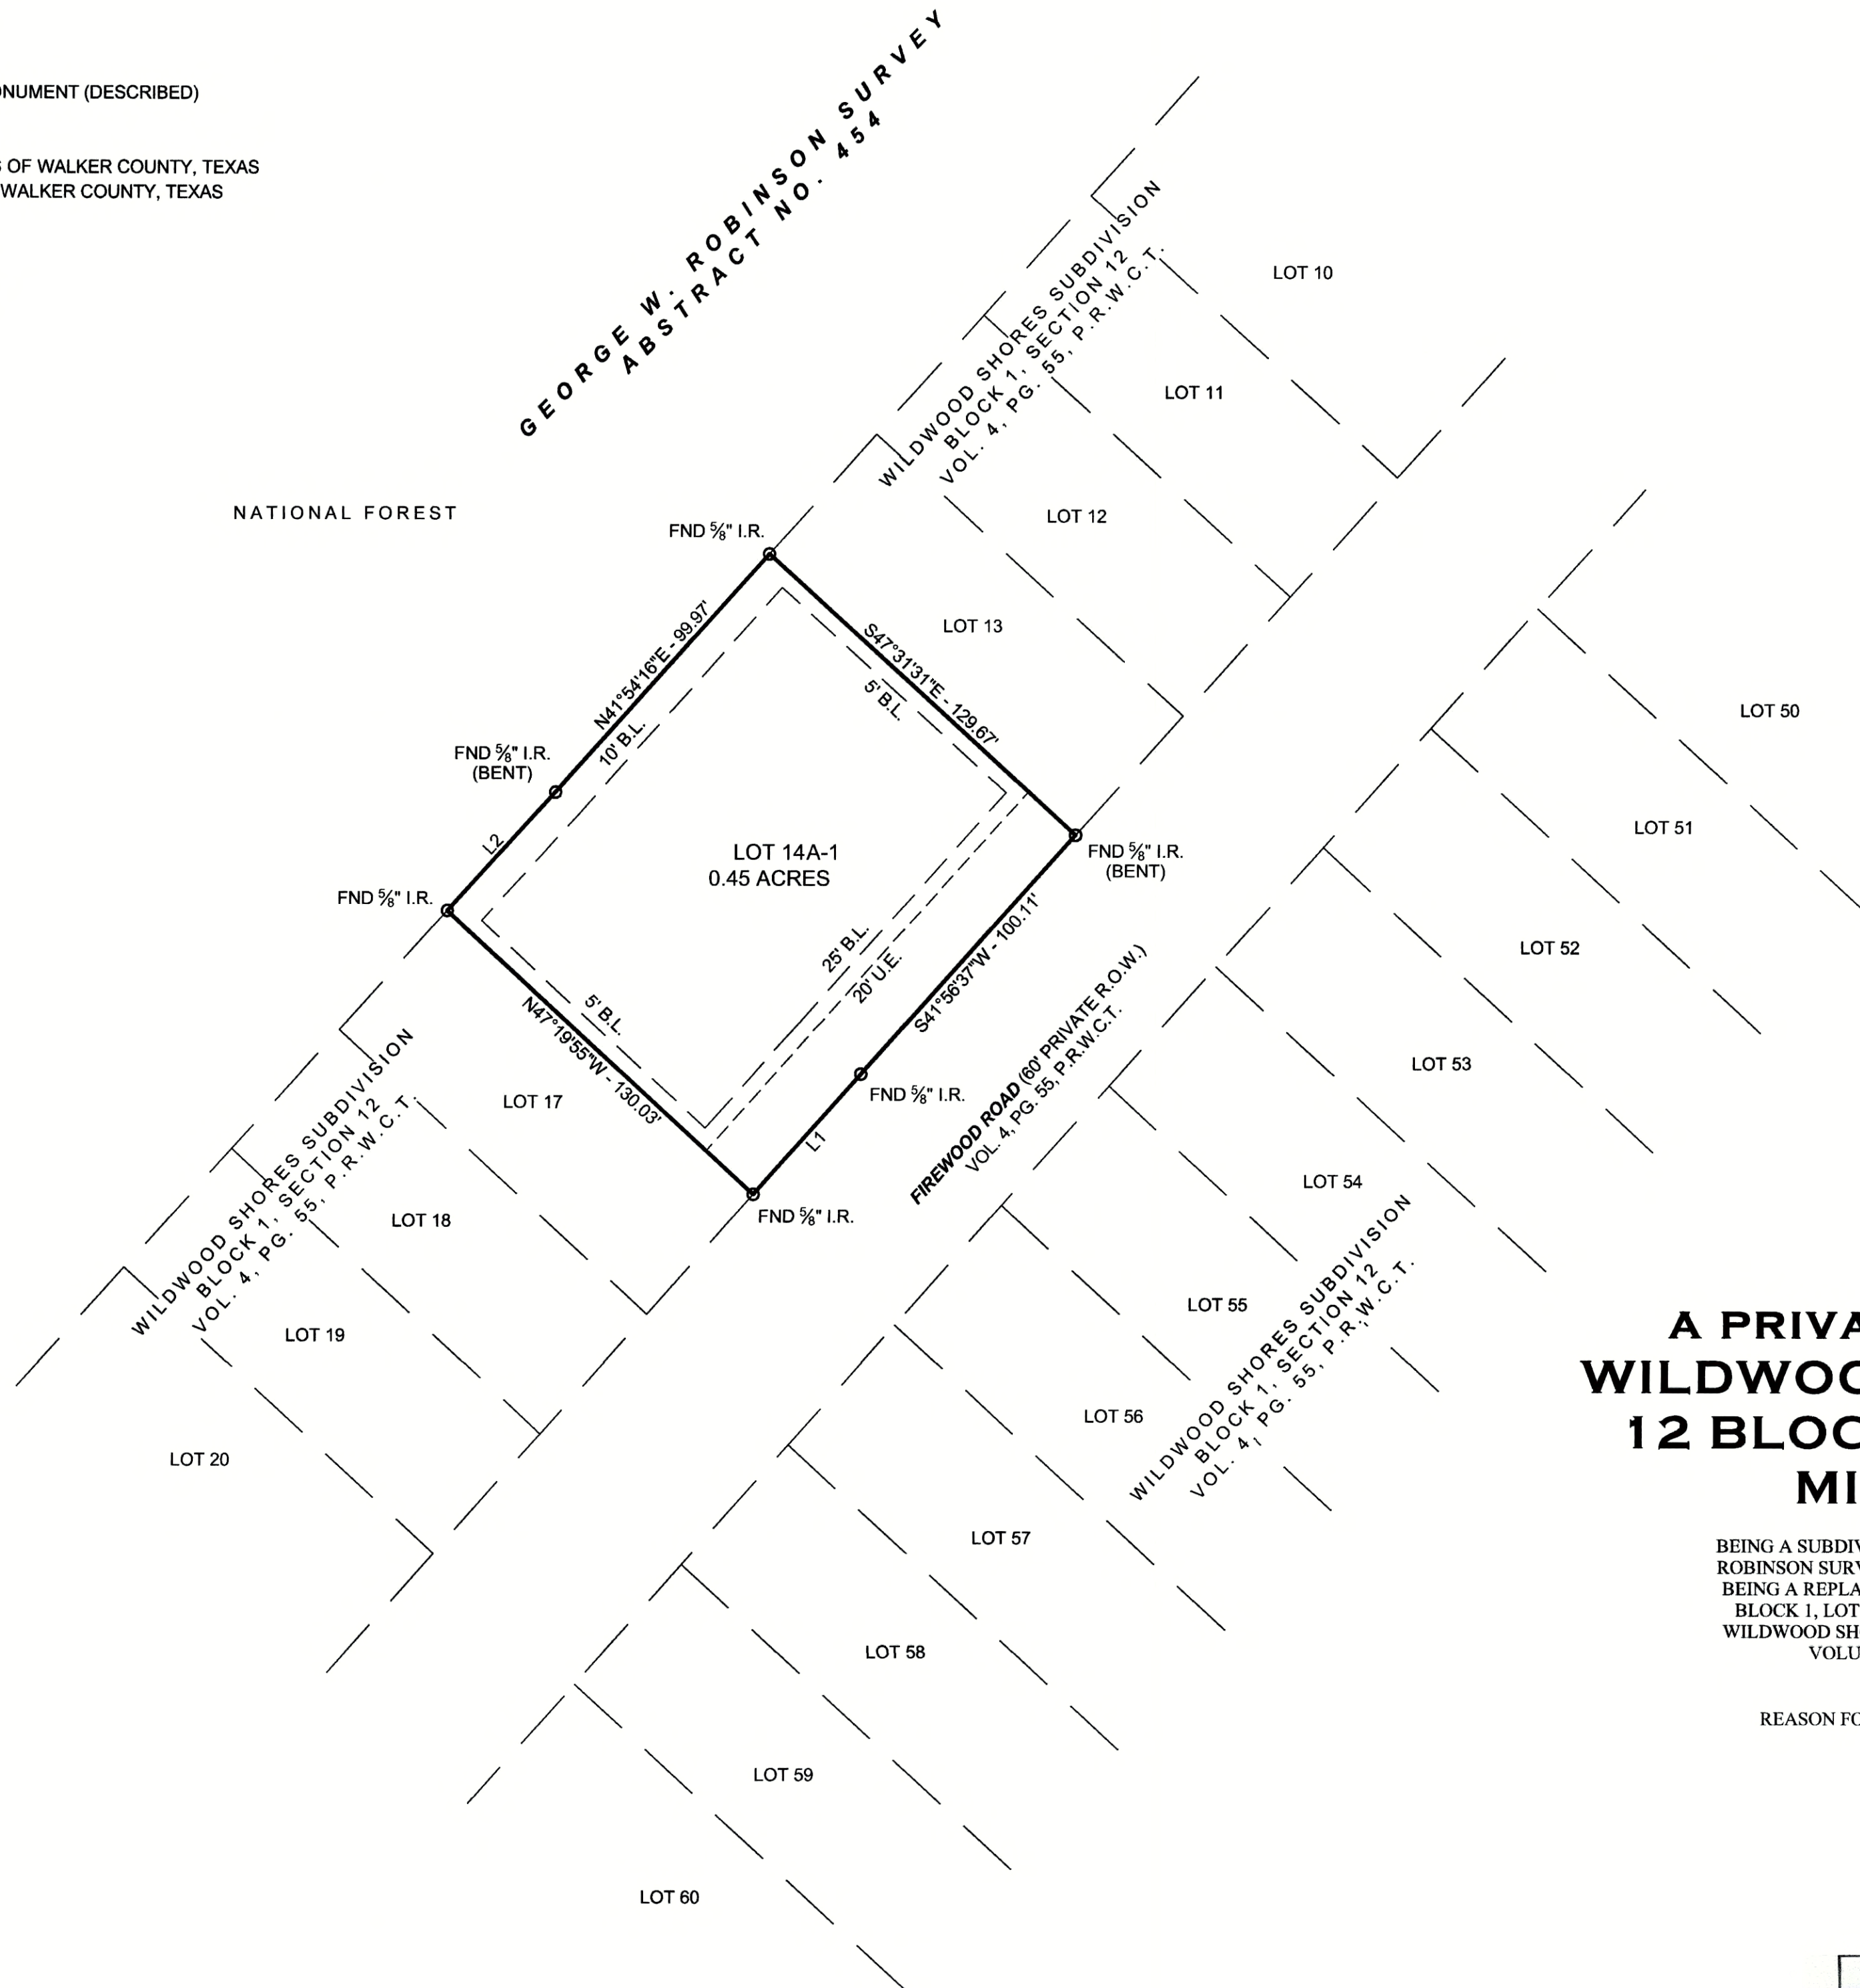 ONUMENT (DESCRIBED)
S OF WALKER COUNTY, TEXAS
WALKER COUNTY, TEXAS
GEORGE W. ROBINSON SURVEY
ABSTRACT NO. 454
NATIONAL FOREST
WILDWOOD SHORES SUBDIVISION
BLOCK 1, SECTION 12
VOL. 4, PG. 55, P.R.W.C.T.
LOT 10
LOT 11
LOT 12
LOT 13
FND 5/8" I.R.
N41°54'16"E - 99.97'
10' B.L.
S47°31'31"E - 129.67'
5' B.L.
FND 5/8" I.R.
(BENT)
L2
FND 5/8" I.R.
LOT 14A-1
0.45 ACRES
FND 5/8" I.R.
(BENT)
25' B.L.
20' U.E.
S41°56'37"W - 100.11'
5' B.L.
N47°19'55"W - 130.03'
FND 5/8" I.R.
L1
FND 5/8" I.R.
FIREWOOD ROAD (60' PRIVATE R.O.W.)
VOL. 4, PG. 55, P.R.W.C.T.
WILDWOOD SHORES SUBDIVISION
BLOCK 1, SECTION 12
VOL. 4, PG. 55, P.R.W.C.T.
LOT 17
LOT 18
LOT 19
LOT 20
LOT 50
LOT 51
LOT 52
LOT 53
LOT 54
LOT 55
LOT 56
LOT 57
LOT 58
LOT 59
LOT 60
WILDWOOD SHORES SUBDIVISION
BLOCK 1, SECTION 12
VOL. 4, PG. 55, P.R.W.C.T.
A PRIVA
WILDWOO
12 BLOC
MI
BEING A SUBDIV
ROBINSON SURV
BEING A REPLA
BLOCK 1, LOT
WILDWOOD SHO
VOLU
REASON FO